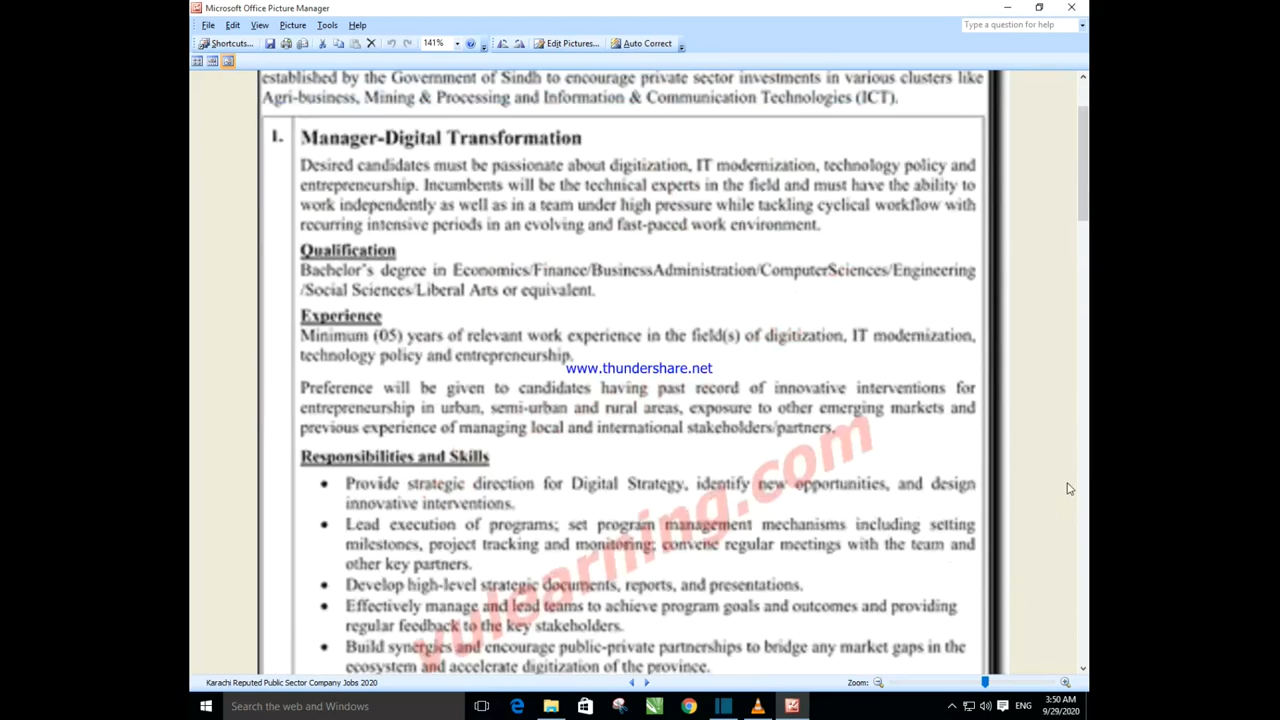 Microsoft Office Picture Manager
File Edit View Picture Tools Help
Type a question for help
Shortcuts... 141% Edit Pictures... Auto Correct
established by the Government of Sindh to encourage private sector investments in various clusters like
Agri-business, Mining & Processing and Information & Communication Technologies (ICT).
1. Manager-Digital Transformation
Desired candidates must be passionate about digitization, IT modernization, technology policy and
entrepreneurship. Incumbents will be the technical experts in the field and must have the ability to
work independently as well as in a team under high pressure while tackling cyclical workflow with
recurring intensive periods in an evolving and fast-paced work environment.
Qualification
Bachelor's degree in Economics/Finance/BusinessAdministration/ComputerSciences/Engineering
/Social Sciences/Liberal Arts or equivalent.
Experience
Minimum (05) years of relevant work experience in the field(s) of digitization, IT modernization,
technology policy and entrepreneurship.
www.thundershare.net
Preference will be given to candidates having past record of innovative interventions for
entrepreneurship in urban, semi-urban and rural areas, exposure to other emerging markets and
previous experience of managing local and international stakeholders/partners.
Responsibilities and Skills
• Provide strategic direction for Digital Strategy, identify new opportunities, and design
innovative interventions.
• Lead execution of programs; set program management mechanisms including setting
milestones, project tracking and monitoring; convene regular meetings with the team and
other key partners.
• Develop high-level strategic documents, reports, and presentations.
• Effectively manage and lead teams to achieve program goals and outcomes and providing
regular feedback to the key stakeholders.
• Build synergies and encourage public-private partnerships to bridge any market gaps in the
ecosystem and accelerate digitization of the province.
vulearning.com
Karachi Reputed Public Sector Company Jobs 2020 Zoom:
Search the web and Windows
ENG
3:50 AM
9/29/2020